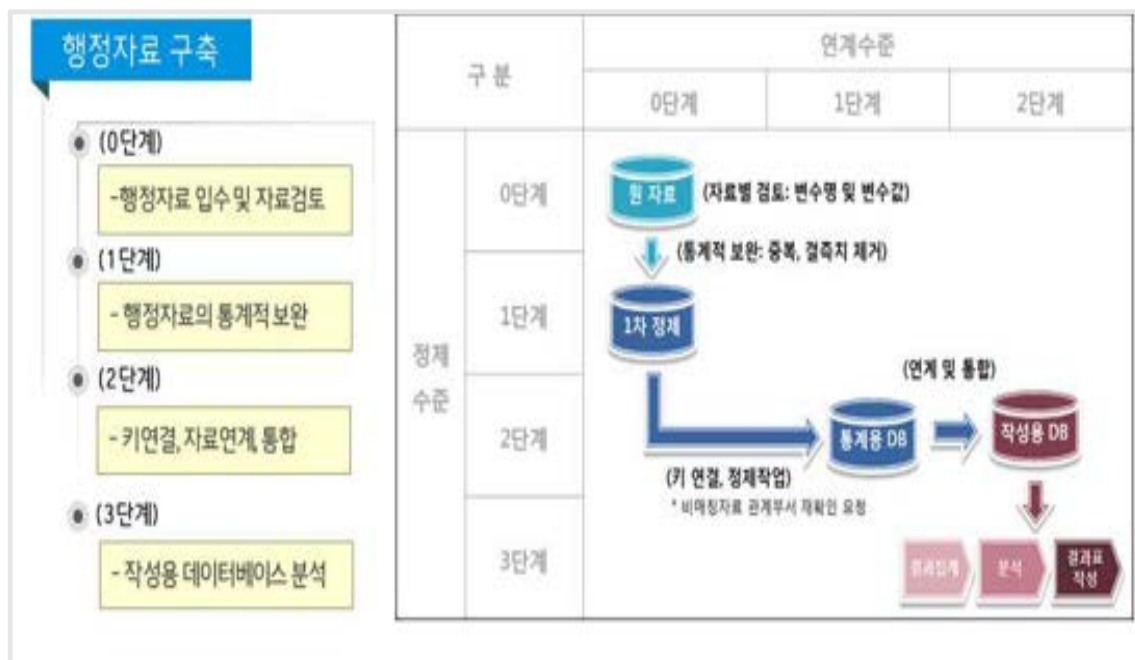 행정자료 구축
(0단계)
-행정자료 입수 및 자료검토
(1단계)
- 행정자료의 통계적 보완
(2단계)
- 키연결, 자료연계, 통합
(3단계)
- 작성용 데이터베이스 분석
구 분
연계수준
0단계
1단계
2단계
정제
수준
0단계
1단계
2단계
3단계
원 자료
(자료별 검토: 변수명 및 변수값)
(통계적 보완: 중복, 결측치 제거)
1차 정제
(연계 및 통합)
통계용 DB
작성용 DB
(키 연결, 정제작업)
* 비매칭자료 관계부서 재확인 요청
결과집계
분석
결과표
작성